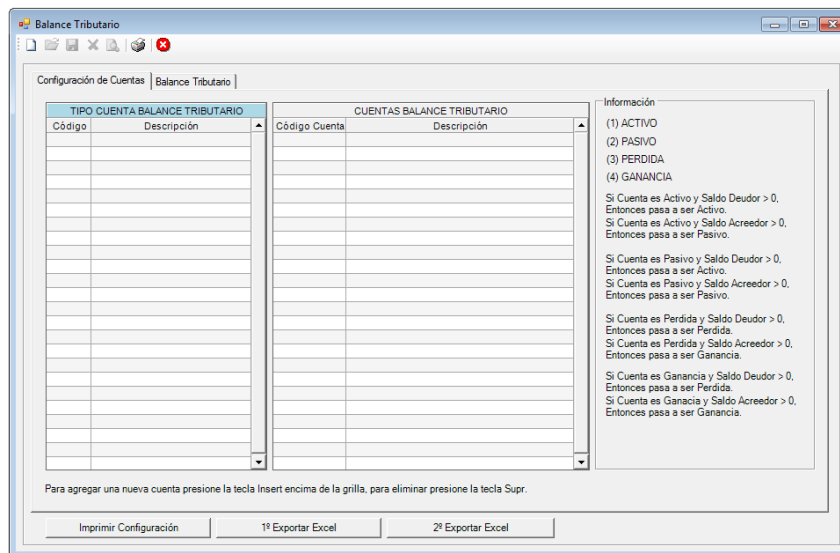 Balance Tributario
Configuración de Cuentas
Balance Tributario
TIPO CUENTA BALANCE TRIBUTARIO
Código
Descripción
CUENTAS BALANCE TRIBUTARIO
Código Cuenta
Descripción
Información
(1) ACTIVO
(2) PASIVO
(3) PERDIDA
(4) GANANCIA
Si Cuenta es Activo y Saldo Deudor > 0,
Entonces pasa a ser Activo.
Si Cuenta es Activo y Saldo Acreedor > 0,
Entonces pasa a ser Pasivo.
Si Cuenta es Pasivo y Saldo Deudor > 0,
Entonces pasa a ser Activo.
Si Cuenta es Pasivo y Saldo Acreedor > 0,
Entonces pasa a ser Pasivo.
Si Cuenta es Perdida y Saldo Deudor > 0,
Entonces pasa a ser Perdida.
Si Cuenta es Perdida y Saldo Acreedor > 0,
Entonces pasa a ser Ganancia.
Si Cuenta es Ganancia y Saldo Deudor > 0,
Entonces pasa a ser Perdida.
Si Cuenta es Ganacia y Saldo Acreedor > 0,
Entonces pasa a ser Ganancia.
Para agregar una nueva cuenta presione la tecla Insert encima de la grilla, para eliminar presione la tecla Supr.
Imprimir Configuración
1º Exportar Excel
2º Exportar Excel